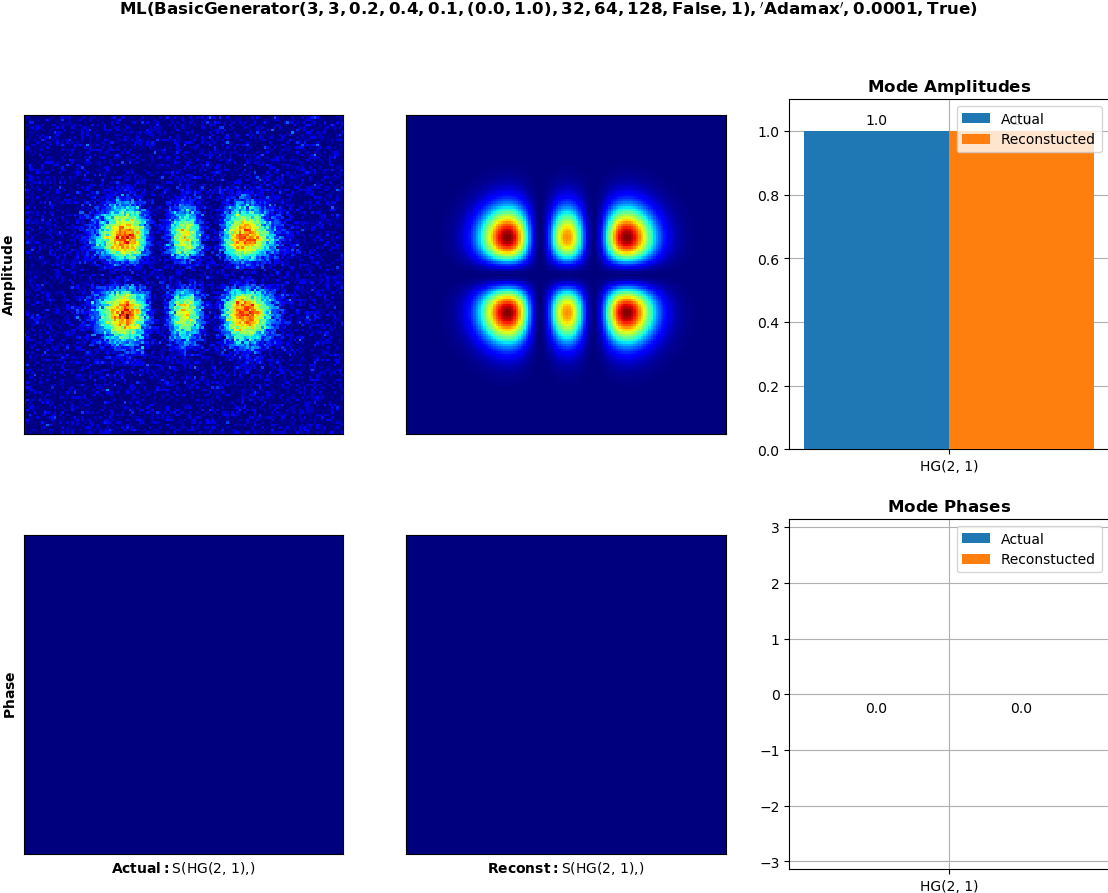 ML(BasicGenerator(3, 3, 0.2, 0.4, 0.1, (0.0, 1.0), 32, 64, 128, False, 1), ′Adamax′, 0.0001, True)
Amplitude
Mode Amplitudes
1.0
Actual
Reconstucted
1.0
0.8
0.6
0.4
0.2
0.0
HG(2, 1)
Phase
Actual: S(HG(2, 1),)
Reconst: S(HG(2, 1),)
Mode Phases
Actual
Reconstucted
3
2
1
0
−1
−2
−3
0.0
0.0
HG(2, 1)